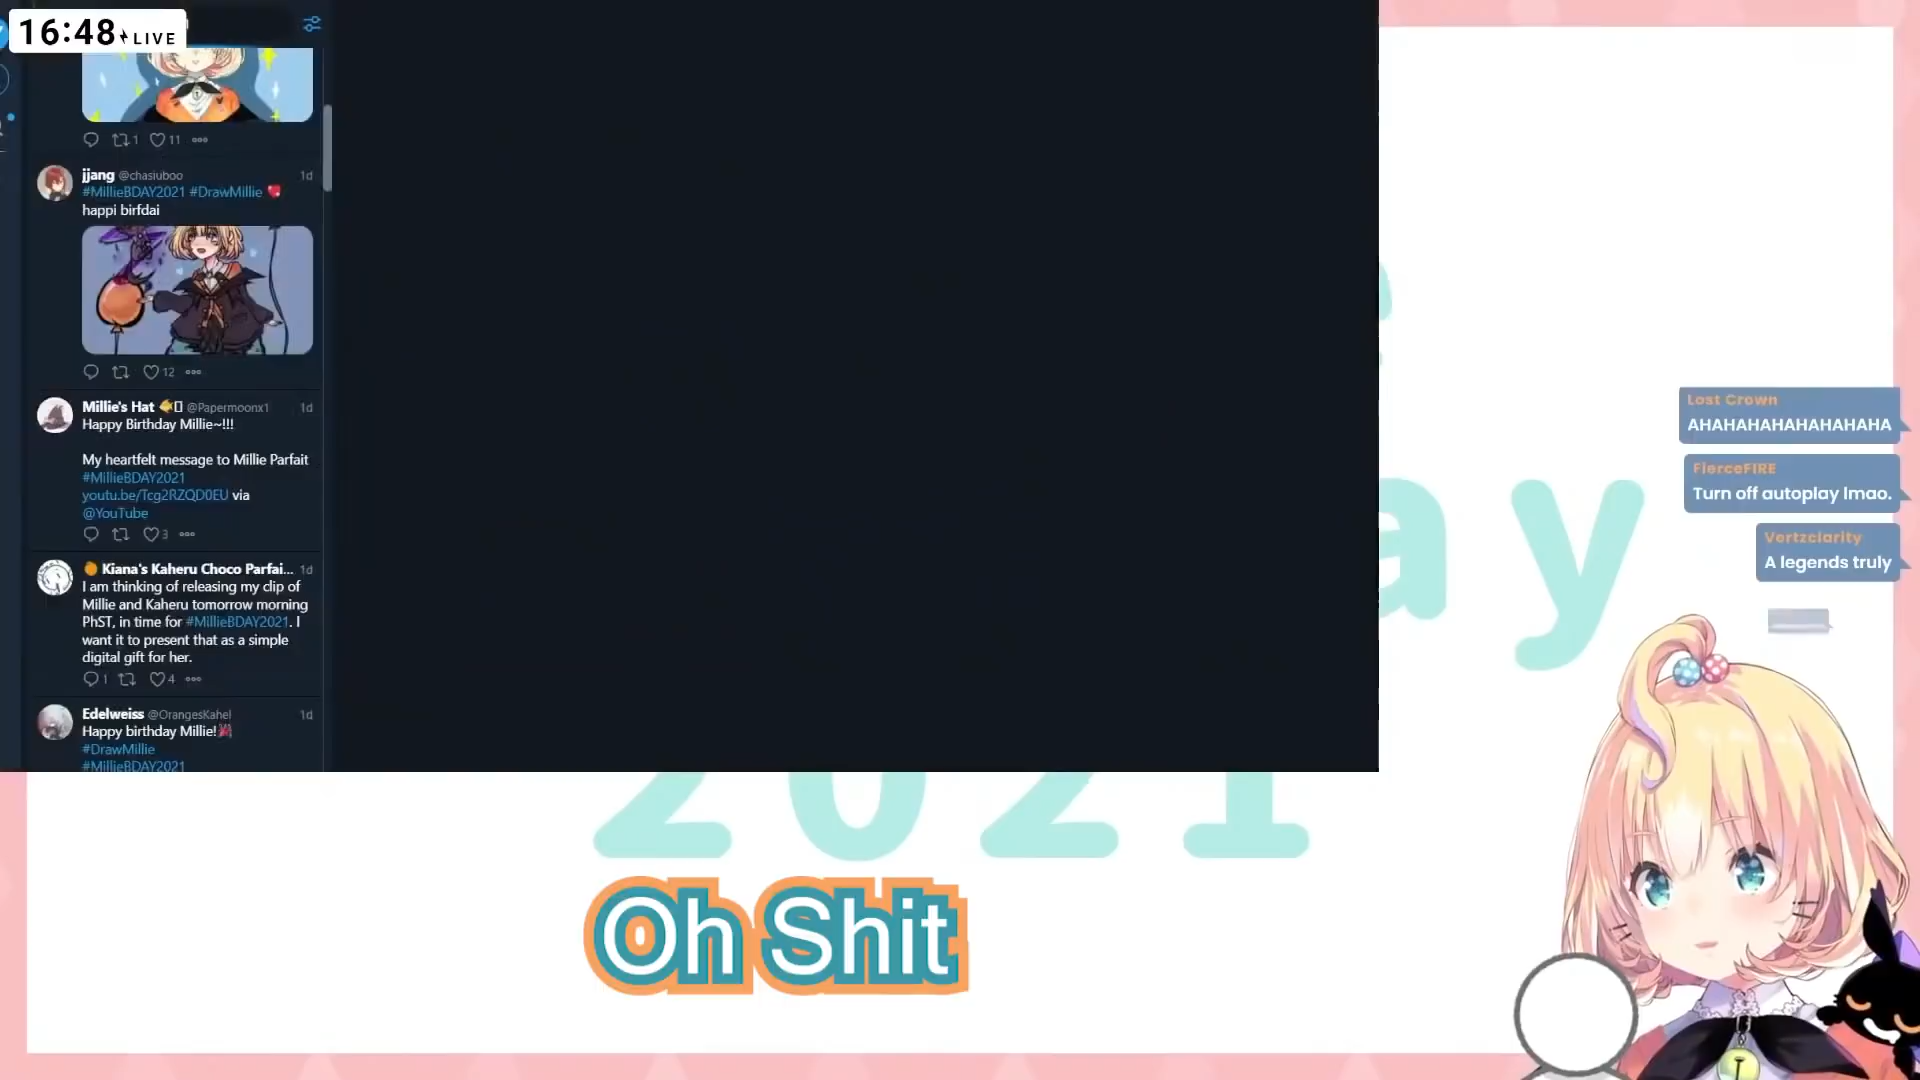 16:48 LIVE
1 11
jjang @chasiuboo 1d
#MillieBDAY2021 #DrawMillie
happi birfdai
12
Millie's Hat @Papermoonx1 1d
Happy Birthday Millie~!!!
My heartfelt message to Millie Parfait
#MillieBDAY2021
youtu.be/Tcg2RZQD0EU via
@YouTube
3
Kiana's Kaheru Choco Parfai... 1d
I am thinking of releasing my clip of
Millie and Kaheru tomorrow morning
PhST, in time for #MillieBDAY2021. I
want it to present that as a simple
digital gift for her.
1 4
Edelweiss @OrangesKahel 1d
Happy birthday Millie!
#DrawMillie
#MillieBDAY2021
Lost Crown
AHAHAHAHAHAHAHAHA
FierceFIRE
Turn off autoplay lmao.
Vertzclarity
A legends truly
ay
2021
Oh Shit